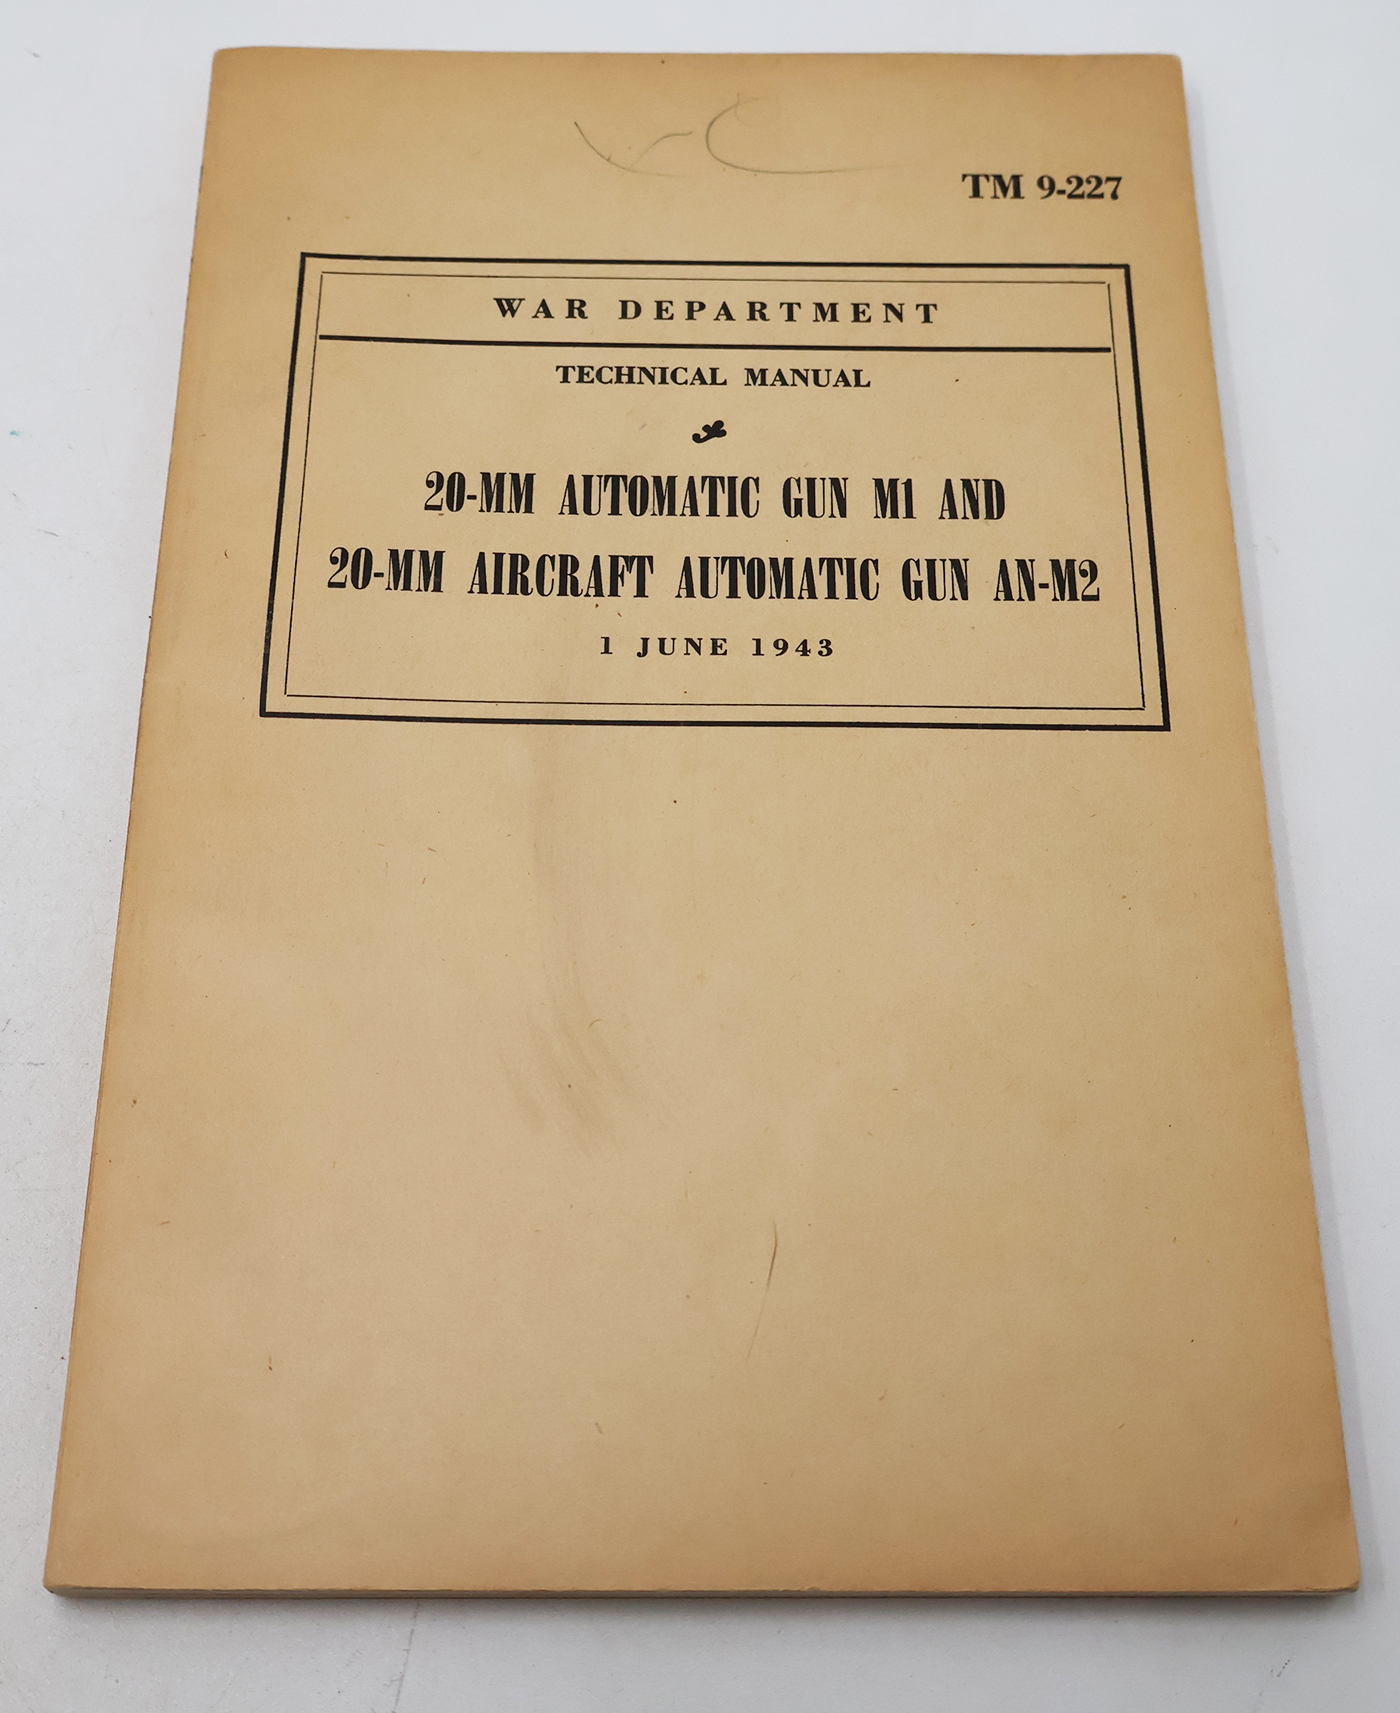 TM 9-227
WAR DEPARTMENT
TECHNICAL MANUAL
20-MM AUTOMATIC GUN M1 AND
20-MM AIRCRAFT AUTOMATIC GUN AN-M2
1 JUNE 1943